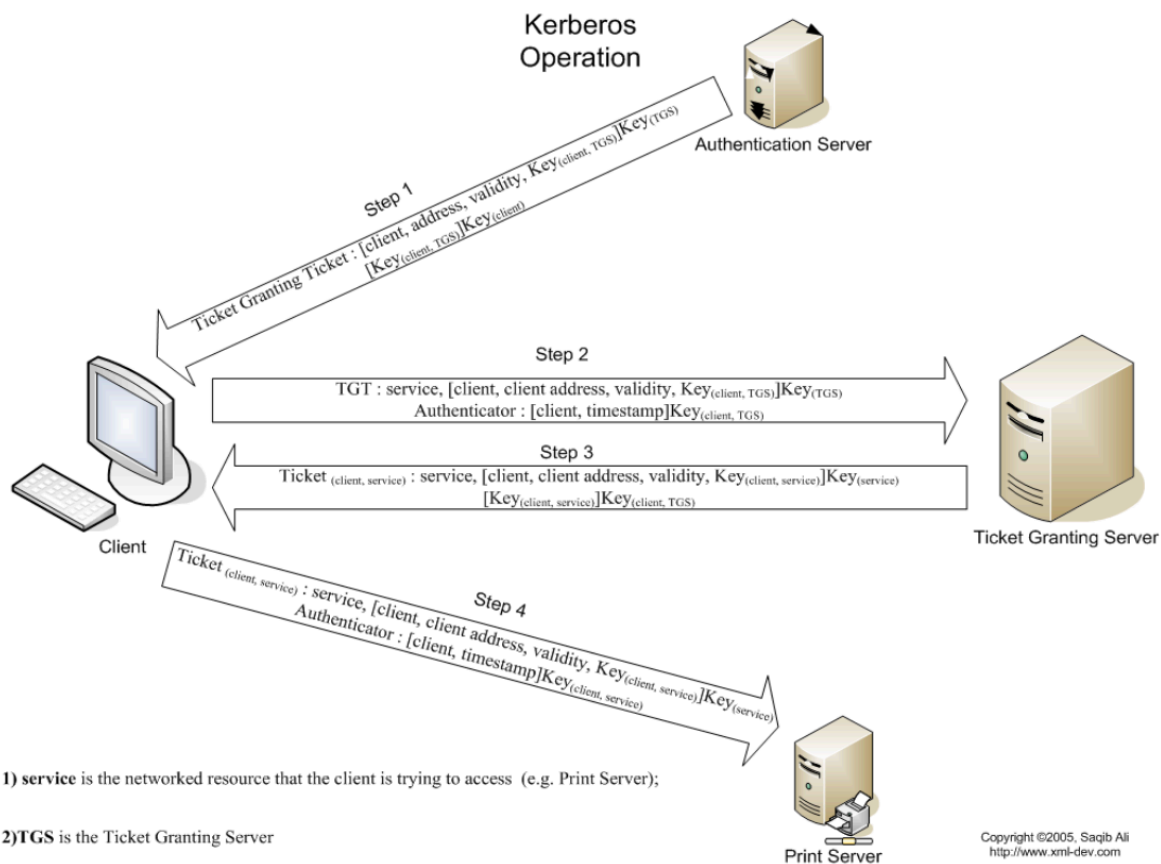 Kerberos
Operation
Authentication Server
Step 1
Ticket Granting Ticket : [client, address, validity, Key(client, TGS)]Key(TGS)
[Key(client, TGS)]Key(client)
Step 2
TGT : service, [client, client address, validity, Key(client, TGS)]Key(TGS)
Authenticator : [client, timestamp]Key(client, TGS)
Step 3
Ticket (client, service) : service, [client, client address, validity, Key(client, service)]Key(service)
[Key(client, service)]Key(client, TGS)
Client
Ticket Granting Server
Step 4
Ticket (client, service) : service, [client, client address, validity, Key(client, service)]Key(service)
Authenticator : [client, timestamp]Key(client, service)
1) service is the networked resource that the client is trying to access (e.g. Print Server);
2)TGS is the Ticket Granting Server
Print Server
Copyright ©2005, Saqib Ali
http://www.xml-dev.com